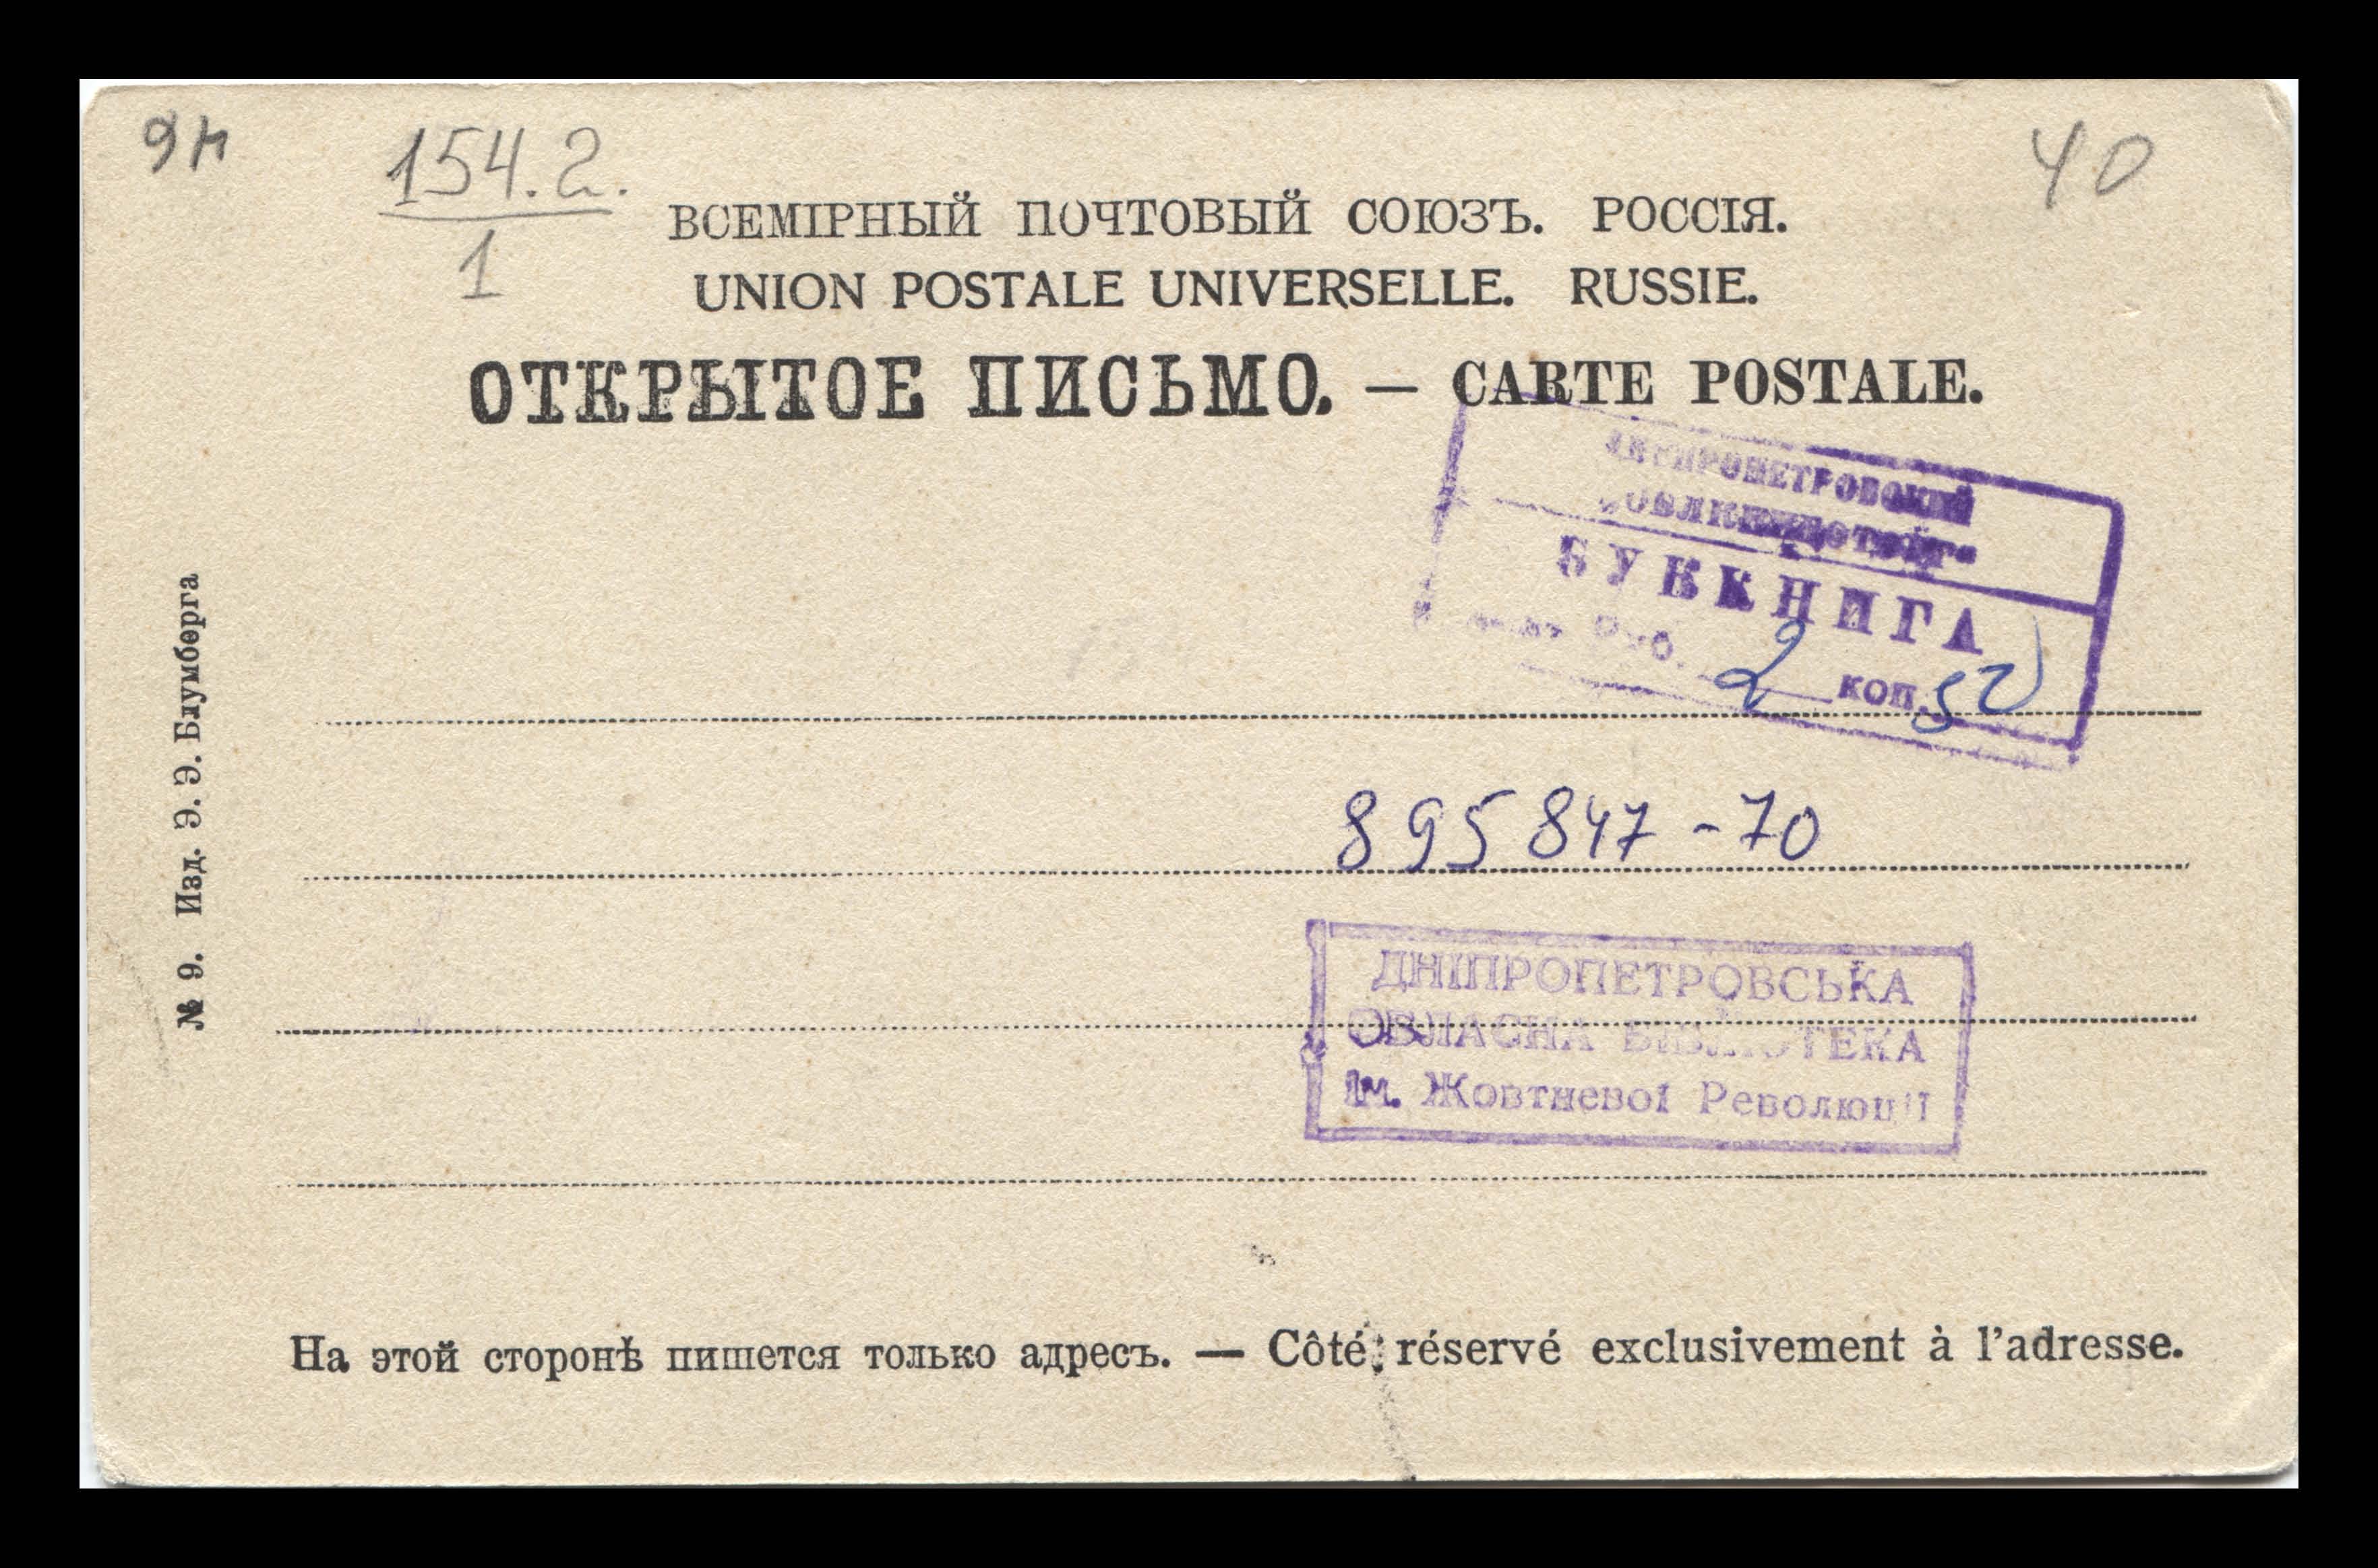 154.2.
1
40
ВСЕМІРНЫЙ ПОЧТОВЫЙ СОЮЗЪ. РОССІЯ.
UNION POSTALE UNIVERSELLE. RUSSIE.
ОТКРЫТОЕ ПИСЬМО. — CARTE POSTALE.
БУККНИГА
Руб. 2 коп. 50
895847-70
ДНІПРОПЕТРОВСЬКА
ОБЛАСНА БІБЛІОТЕКА
Ім. Жовтневої Революції
№ 9. Изд. Э. Э. Блумберга
На этой сторонѣ пишется только адресъ. — Côté réservé exclusivement à l'adresse.